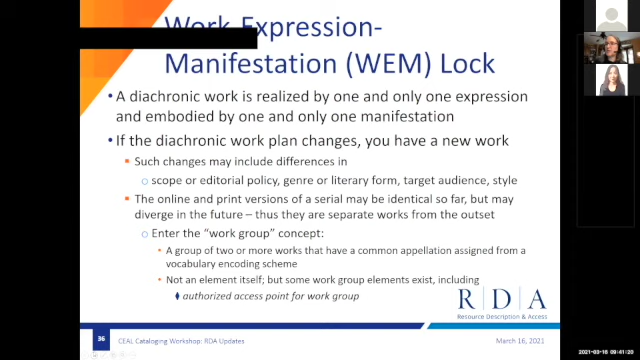 Work-Expression-
Manifestation (WEM) Lock
• A diachronic work is realized by one and only one expression
and embodied by one and only one manifestation
• If the diachronic work plan changes, you have a new work
Such changes may include differences in
scope or editorial policy, genre or literary form, target audience, style
The online and print versions of a serial may be identical so far, but may
diverge in the future – thus they are separate works from the outset
Enter the “work group” concept:
• A group of two or more works that have a common appellation assigned from a
vocabulary encoding scheme
• Not an element itself; but some work group elements exist, including
authorized access point for work group
R D A
Resource Description & Access
36
CEAL Cataloging Workshop: RDA Updates
March 16, 2021
2021-03-16 09:41:20